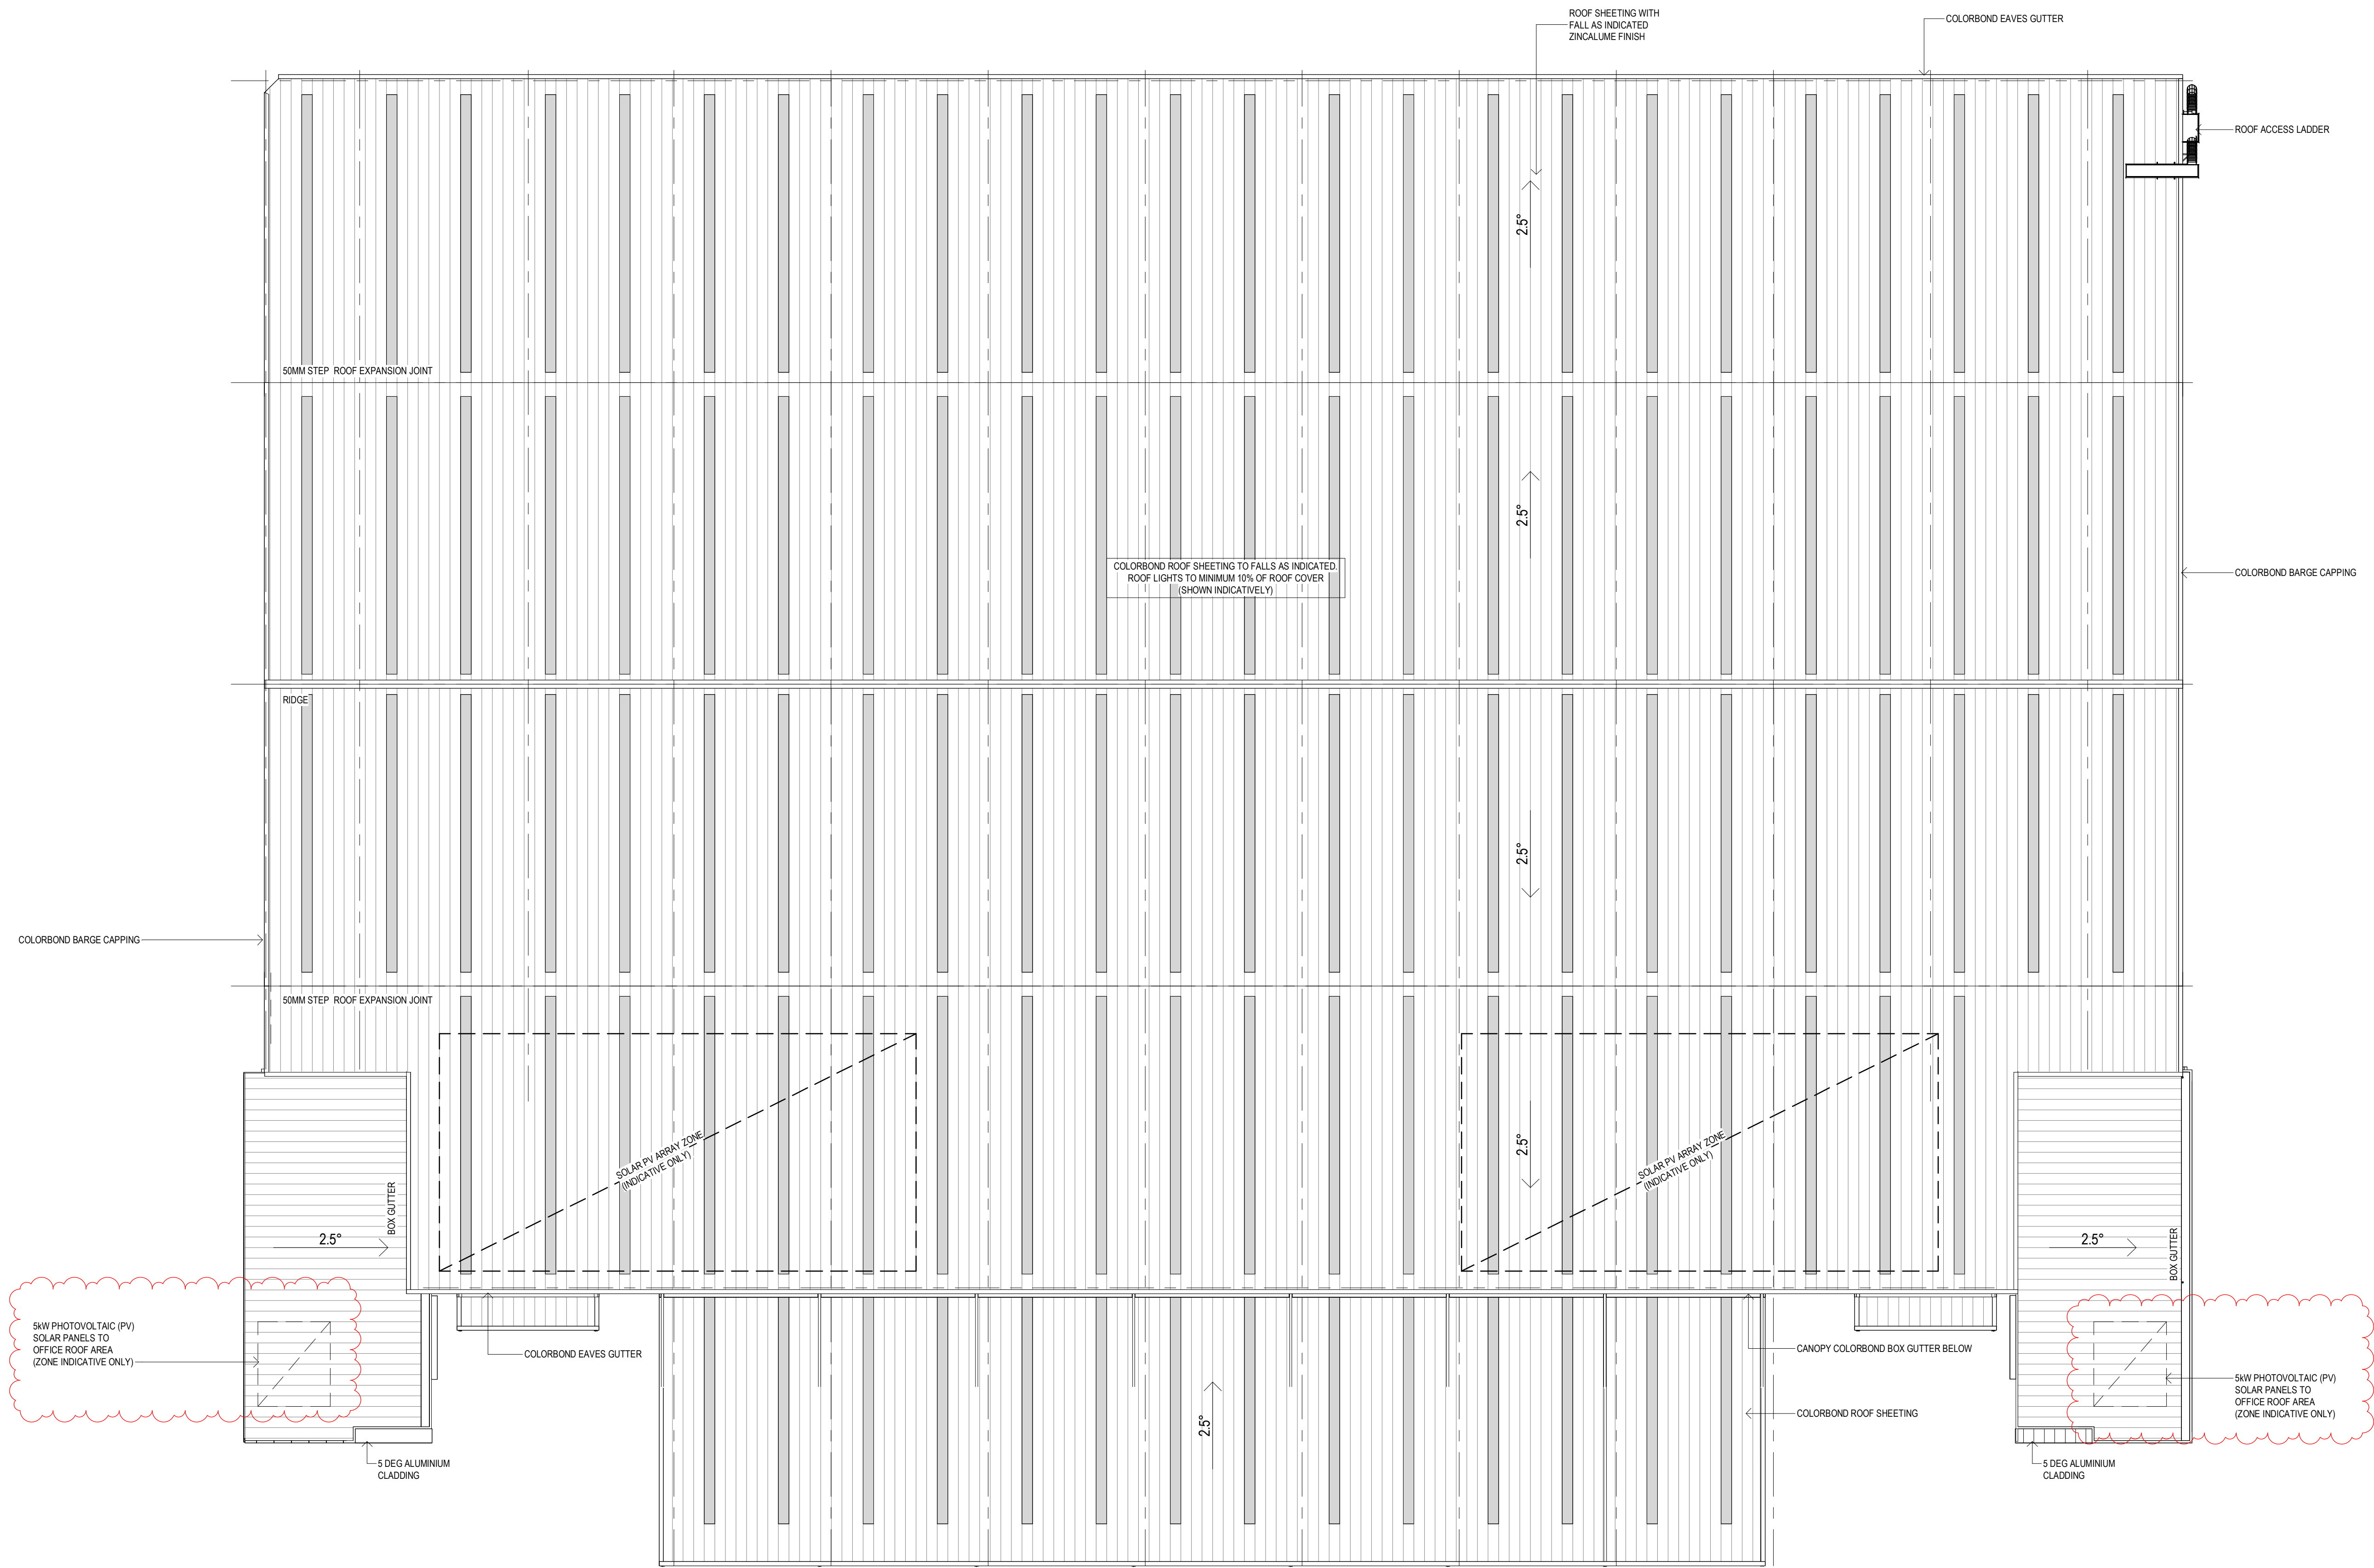 ROOF SHEETING WITH
FALL AS INDICATED
ZINCALUME FINISH
COLORBOND EAVES GUTTER
ROOF ACCESS LADDER
2.5°
50MM STEP ROOF EXPANSION JOINT
2.5°
COLORBOND ROOF SHEETING TO FALLS AS INDICATED.
ROOF LIGHTS TO MINIMUM 10% OF ROOF COVER
(SHOWN INDICATIVELY)
COLORBOND BARGE CAPPING
RIDGE
2.5°
COLORBOND BARGE CAPPING
50MM STEP ROOF EXPANSION JOINT
SOLAR PV ARRAY ZONE
(INDICATIVE ONLY)
2.5°
SOLAR PV ARRAY ZONE
(INDICATIVE ONLY)
BOX GUTTER
2.5°
2.5°
BOX GUTTER
5kW PHOTOVOLTAIC (PV)
SOLAR PANELS TO
OFFICE ROOF AREA
(ZONE INDICATIVE ONLY)
COLORBOND EAVES GUTTER
CANOPY COLORBOND BOX GUTTER BELOW
5kW PHOTOVOLTAIC (PV)
SOLAR PANELS TO
OFFICE ROOF AREA
(ZONE INDICATIVE ONLY)
2.5°
COLORBOND ROOF SHEETING
5 DEG ALUMINIUM
CLADDING
5 DEG ALUMINIUM
CLADDING